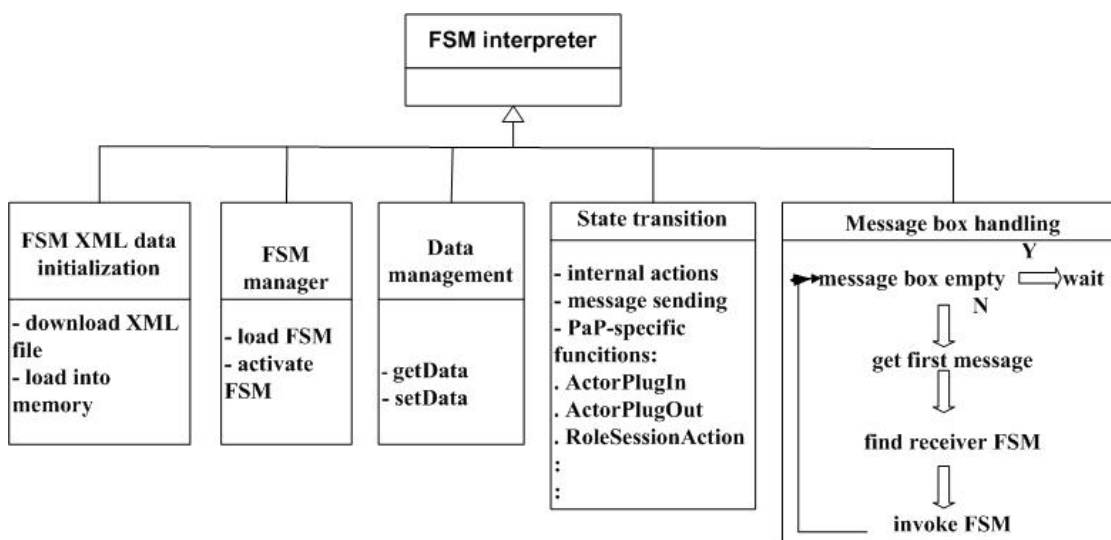 FSM interpreter
FSM XML data
initialization
- download XML
file
- load into
memory
FSM
manager
- load FSM
- activate
FSM
Data
management
- getData
- setData
State transition
- internal actions
- message sending
- PaP-specific
funcitions:
. ActorPlugIn
. ActorPlugOut
. RoleSessionAction
:
:
Message box handling
Y
message box empty wait
N
get first message
find receiver FSM
invoke FSM